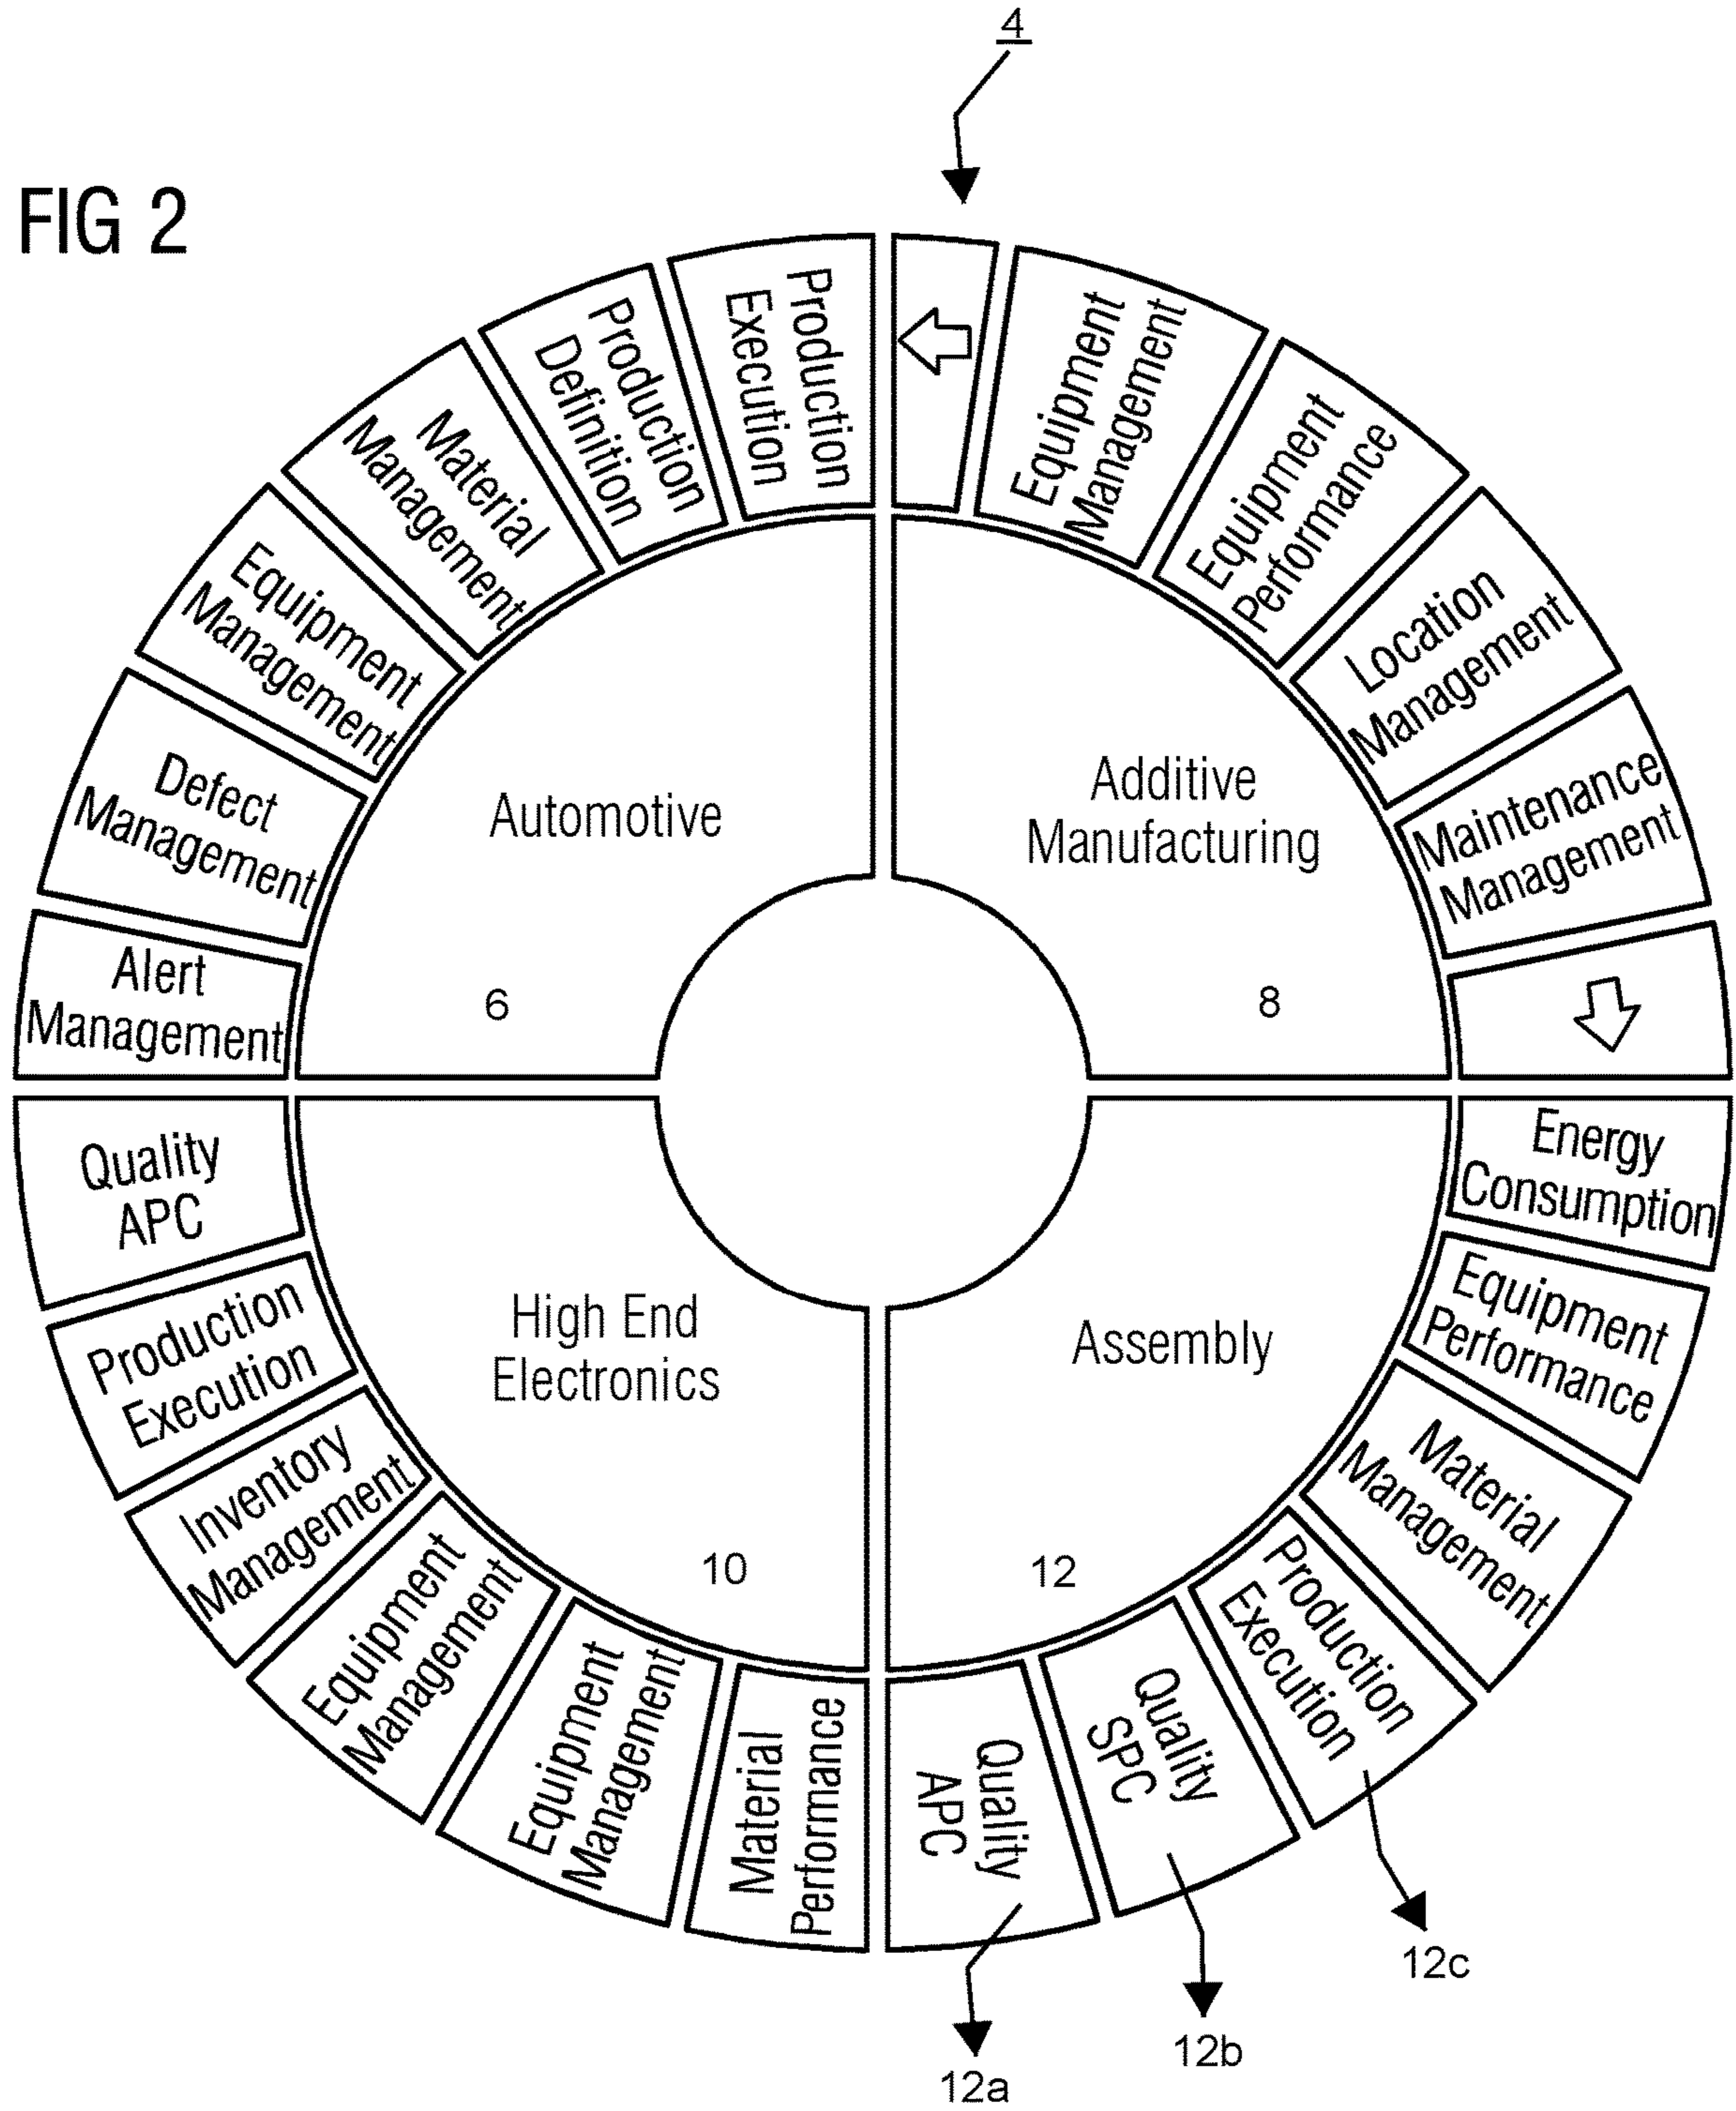 4
FIG 2
Production
Execution
Production
Definition
Material
Management
Equipment
Management
Defect
Management
Alert
Management
Equipment
Management
Equipment
Performance
Location
Management
Maintenance
Management
Automotive
6
Additive
Manufacturing
8
Quality
APC
Production
Execution
Inventory
Management
Equipment
Management
Equipment
Management
Material
Performance
High End
Electronics
10
Assembly
12
Energy
Consumption
Equipment
Performance
Material
Management
Production
Execution
Quality
SPC
Quality
APC
12c
12b
12a